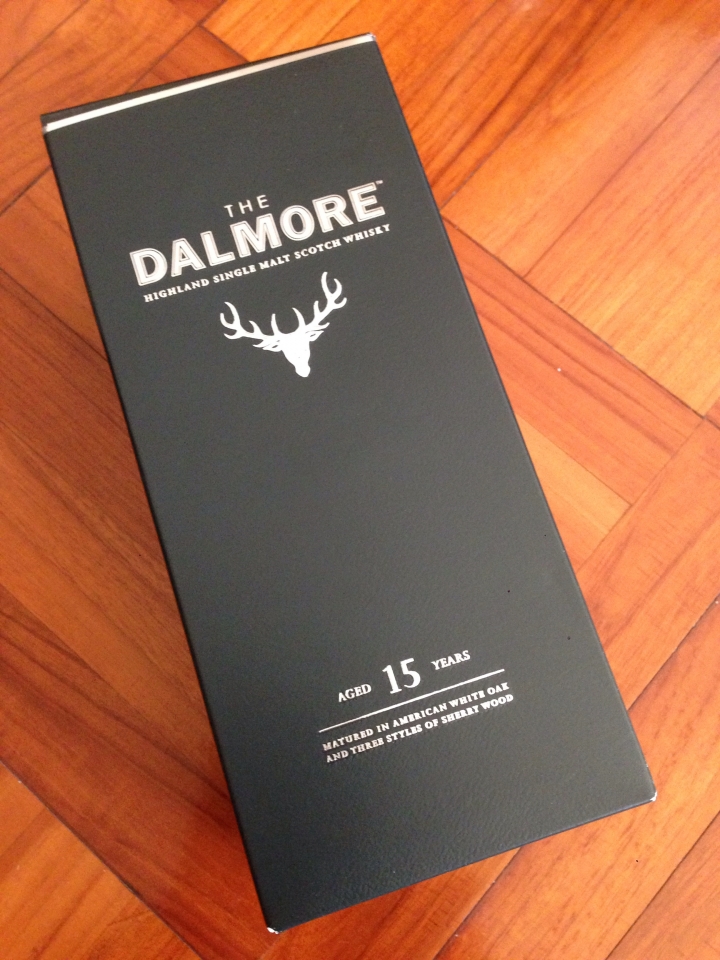 THE
DALMORE™
HIGHLAND SINGLE MALT SCOTCH WHISKY
AGED 15 YEARS
MATURED IN AMERICAN WHITE OAK
AND THREE STYLES OF SHERRY WOOD